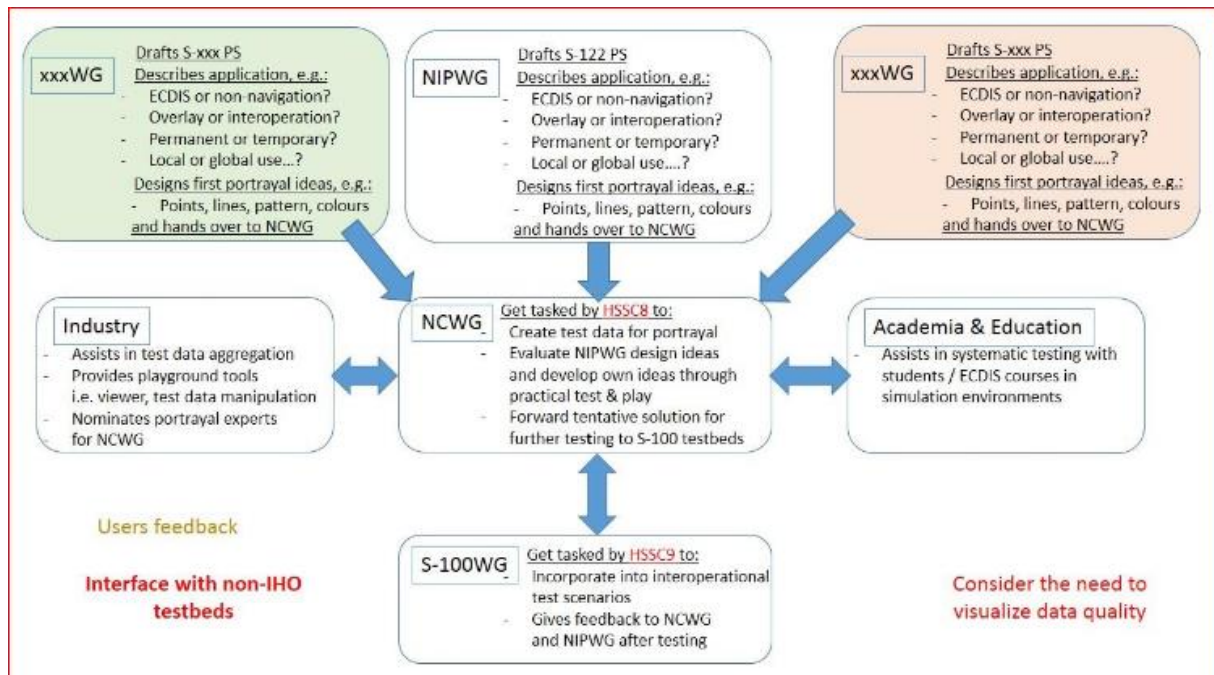 xxxWG
Drafts S-xxx PS
Describes application, e.g.:
- ECDIS or non-navigation?
- Overlay or interoperation?
- Permanent or temporary?
- Local or global use...?
Designs first portrayal ideas, e.g.:
- Points, lines, pattern, colours
and hands over to NCWG
NIPWG
Drafts S-122 PS
Describes application, e.g.:
- ECDIS or non-navigation?
- Overlay or interoperation?
- Permanent or temporary?
- Local or global use....?
Designs first portrayal ideas, e.g.:
- Points, lines, pattern, colours
and hands over to NCWG
xxxWG
Drafts S-xxx PS
Describes application, e.g.:
- ECDIS or non-navigation?
- Overlay or interoperation?
- Permanent or temporary?
- Local or global use...?
Designs first portrayal ideas, e.g.:
- Points, lines, pattern, colours
and hands over to NCWG
Industry
- Assists in test data aggregation
- Provides playground tools
i.e. viewer, test data manipulation
- Nominates portrayal experts
- for NCWG
NCWG
Get tasked by HSSC8 to:
- Create test data for portrayal
- Evaluate NIPWG design ideas
and develop own ideas through
practical test & play
- Forward tentative solution for
further testing to S-100 testbeds
Academia & Education
- Assists in systematic testing with
students / ECDIS courses in
simulation environments
Users feedback
Interface with non-IHO
testbeds
S-100WG
Get tasked by HSSC9 to:
- Incorporate into interoperational
test scenarios
- Gives feedback to NCWG
and NIPWG after testing
Consider the need to
visualize data quality